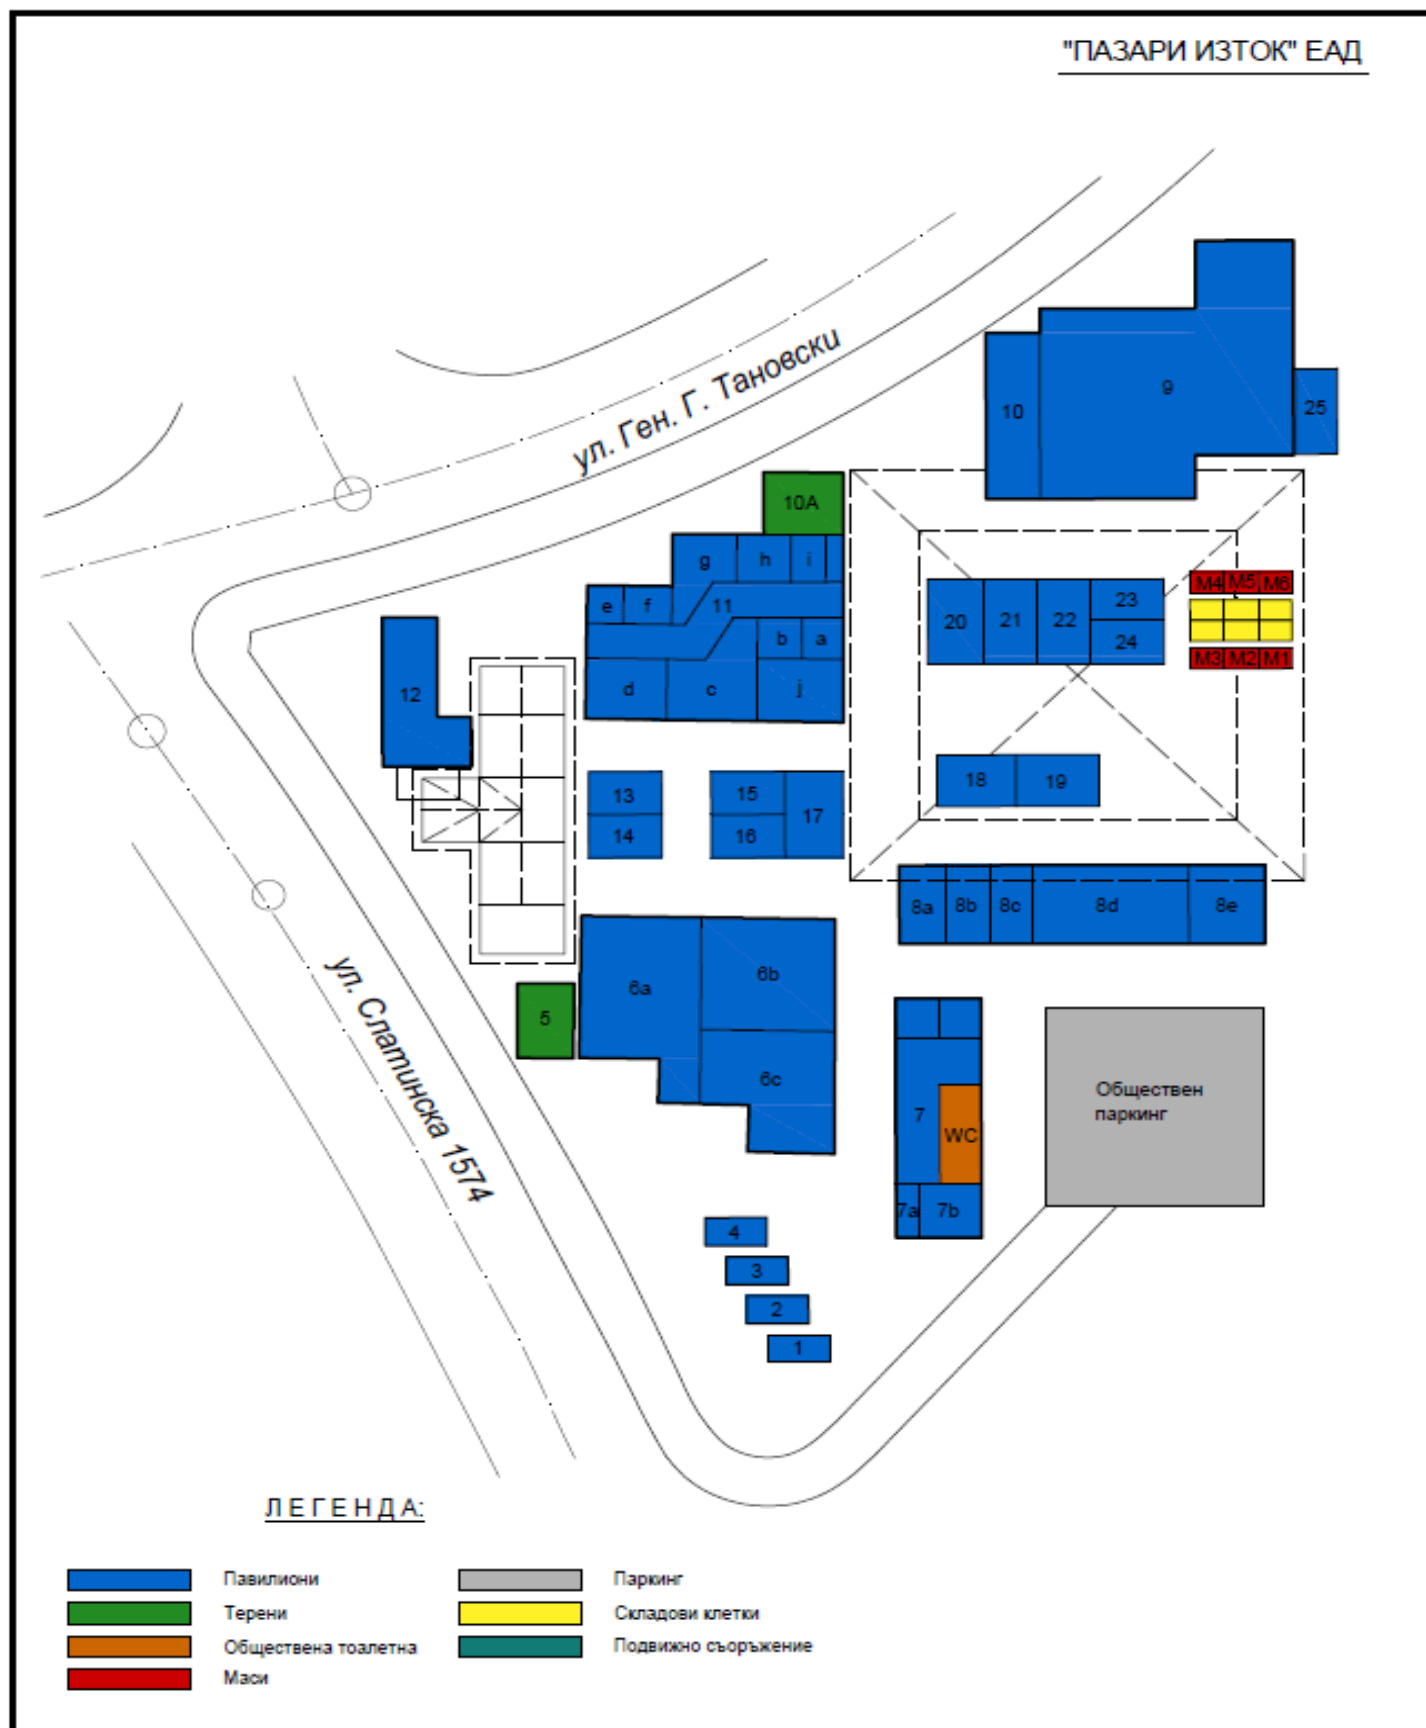 "ПАЗАРИ ИЗТОК" ЕАД
ул. Ген. Г. Тановски
9
10
25
10A
g
h
i
e
f
11
b
a
d
c
j
12
M4 M5 M6
20
21
22
23
24
M3 M2 M1
13
14
15
16
17
18
19
8a
8b
8c
8d
8e
6a
6b
6c
5
ул. Слатинска 1574
7
WC
7a
7b
Обществен
паркинг
4
3
2
1
ЛЕГЕНДА:
Павилиони
Терени
Обществена тоалетна
Маси
Паркинг
Складови клетки
Подвижно съоръжение